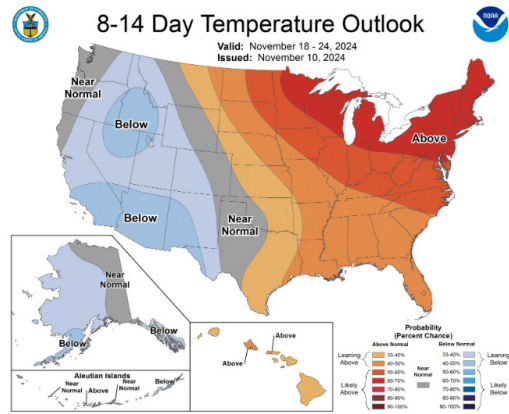 8-14 Day Temperature Outlook
NOAA
Valid: November 18 - 24, 2024
Issued: November 10, 2024
Near
Normal
Below
Above
Below
Near
Normal
Near
Normal
Below
Below
Aleutian Islands
Near
Normal
Above
Near
Normal
Below
Above
Above
Probability
(Percent Chance)
Above Normal
Below Normal
Leaning
Above
33-40%
40-50%
50-60%
60-70%
70-80%
80-90%
90-100%
Likely
Above
Near
Normal
33-40%
40-50%
50-60%
60-70%
70-80%
80-90%
90-100%
Leaning
Below
Likely
Below